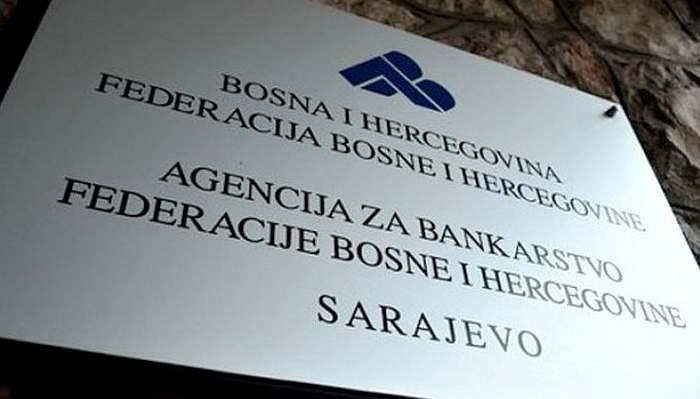 BOSNA I HERCEGOVINA
FEDERACIJA BOSNE I HERCEGOVINE
AGENCIJA ZA BANKARSTVO
FEDERACIJE BOSNE I HERCEGOVINE
SARAJEVO